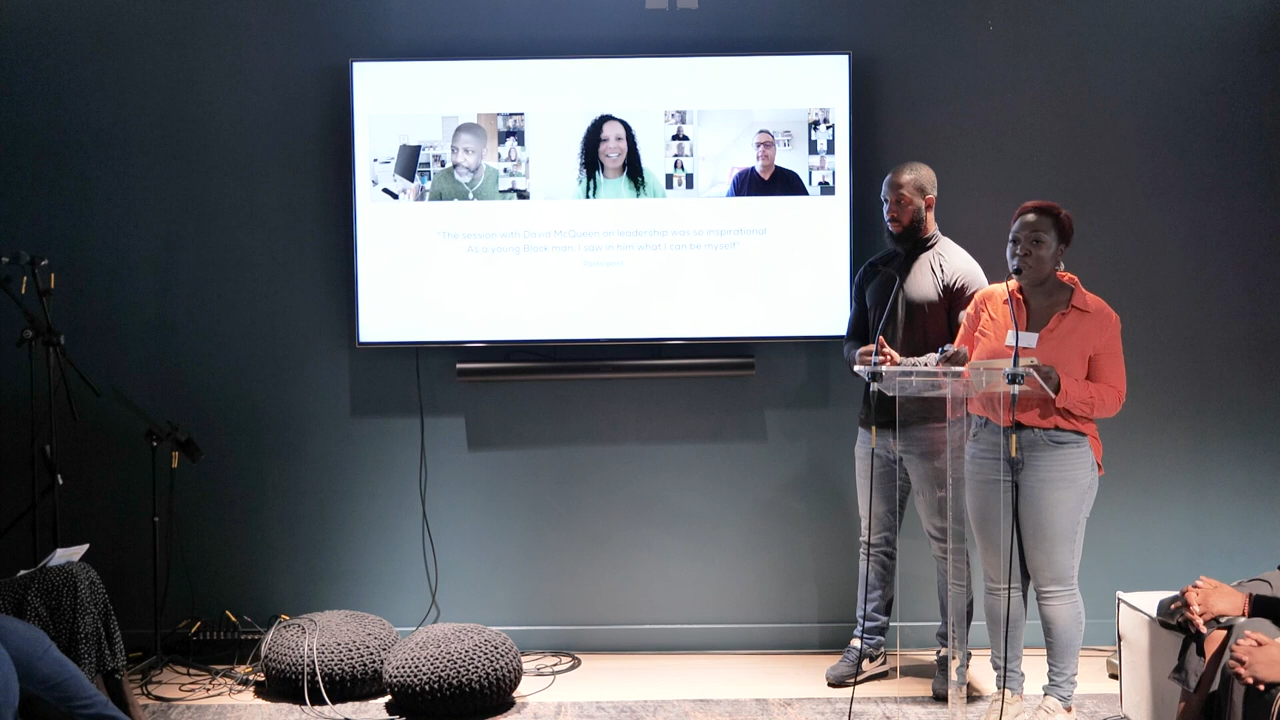 "The session with David McQueen on leadership was so inspirational.
As a young Black man, I saw in him what I can be myself"
Participant